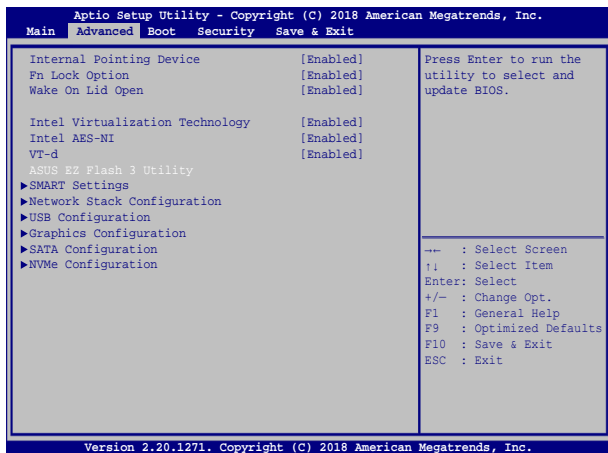 Aptio Setup Utility - Copyright (C) 2018 American Megatrends, Inc.
Main Advanced Boot Security Save & Exit
Internal Pointing Device [Enabled]
Fn Lock Option [Enabled]
Wake On Lid Open [Enabled]
Intel Virtualization Technology [Enabled]
Intel AES-NI [Enabled]
VT-d [Enabled]
ASUS EZ Flash 3 Utility
▶SMART Settings
▶Network Stack Configuration
▶USB Configuration
▶Graphics Configuration
▶SATA Configuration
▶NVMe Configuration
Press Enter to run the
utility to select and
update BIOS.
→← : Select Screen
↑↓ : Select Item
Enter: Select
+/— : Change Opt.
F1 : General Help
F9 : Optimized Defaults
F10 : Save & Exit
ESC : Exit
Version 2.20.1271. Copyright (C) 2018 American Megatrends, Inc.